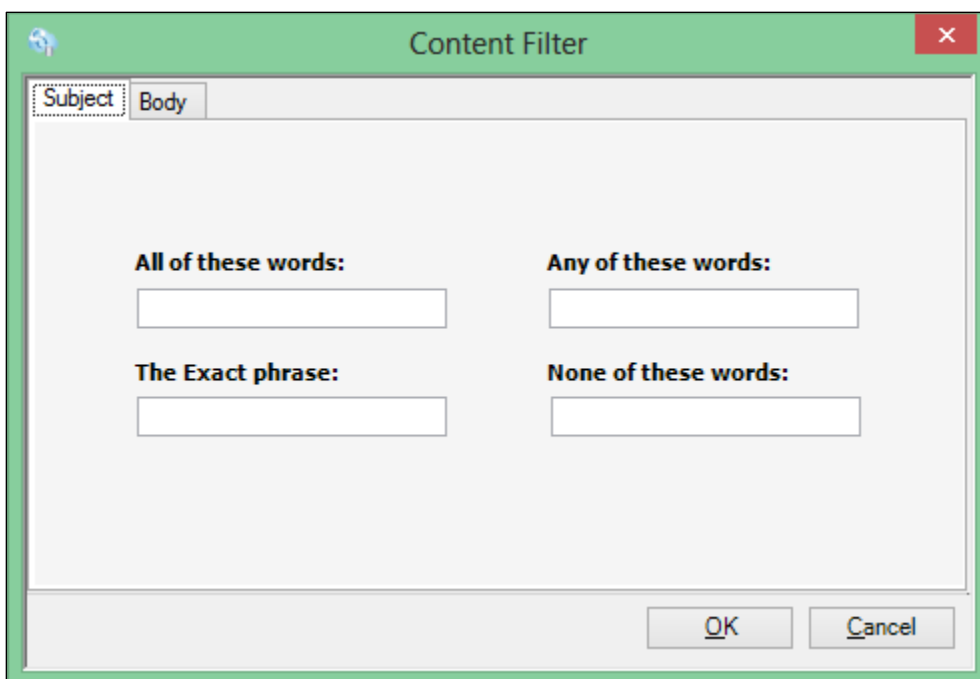 Content Filter
Subject Body
All of these words: Any of these words:
The Exact phrase: None of these words:
OK Cancel